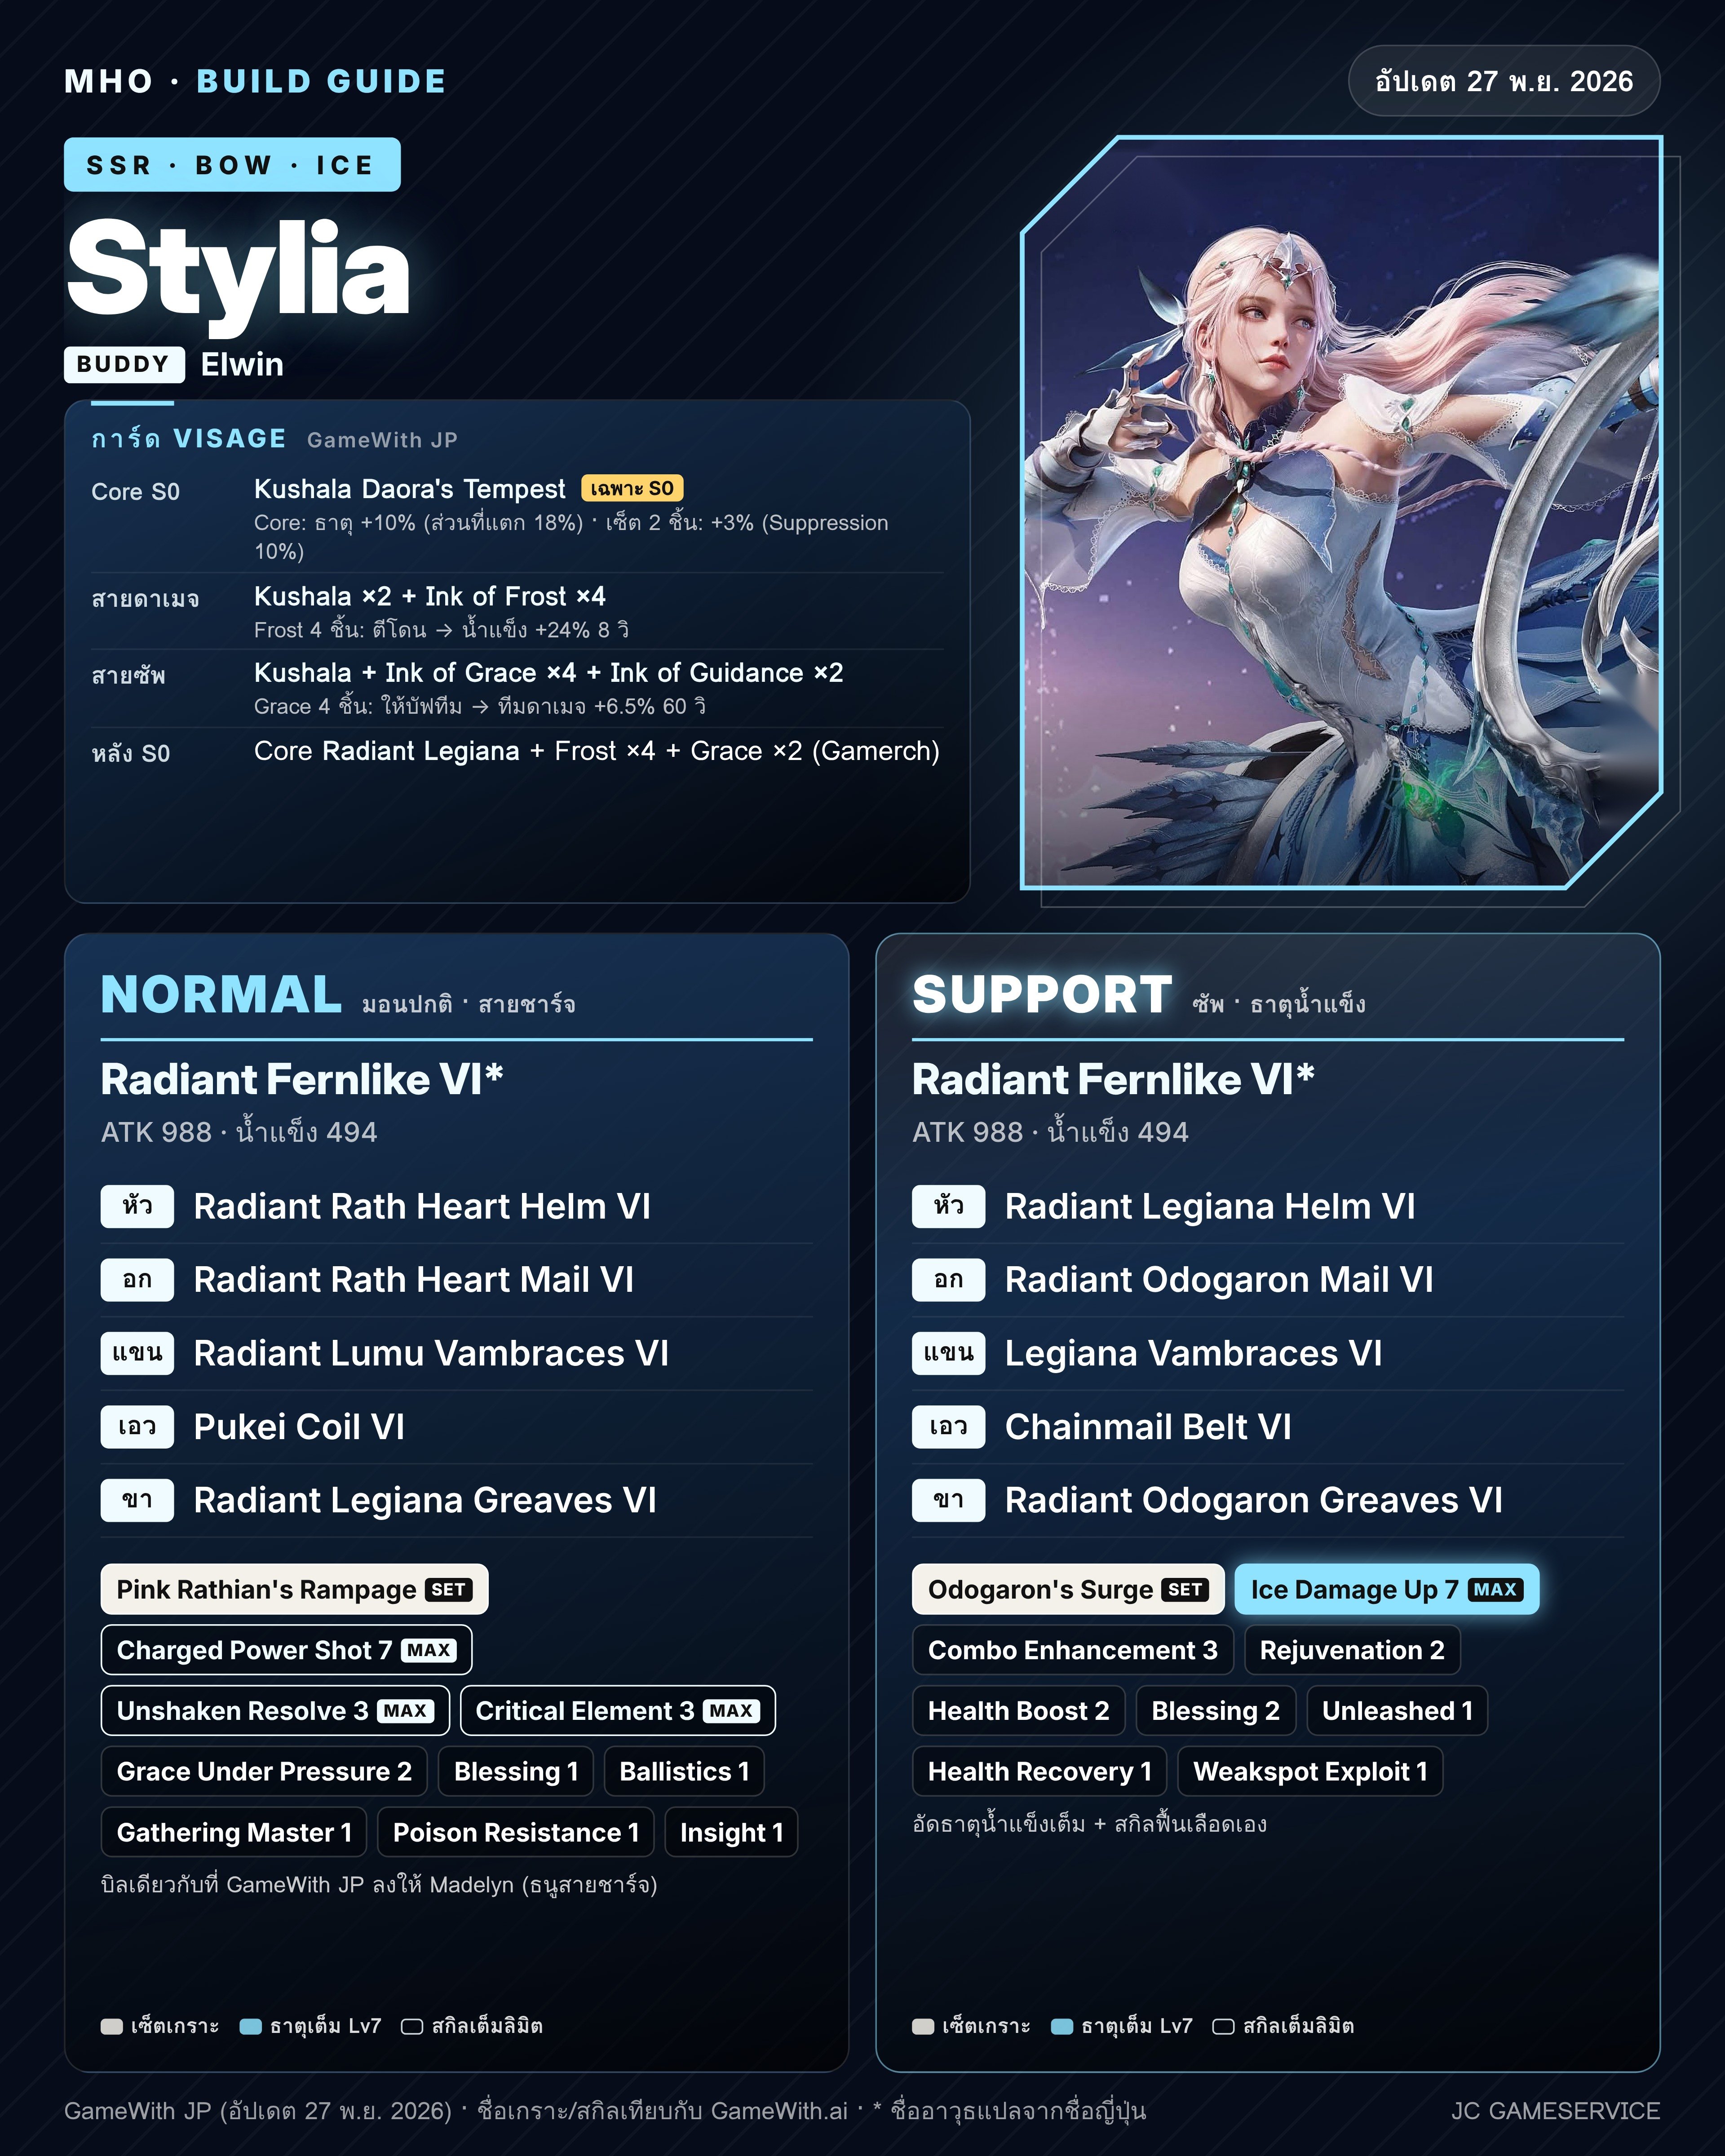 MHO · BUILD GUIDE
อัปเดต 27 พ.ย. 2026
SSR · BOW · ICE
Stylia
BUDDY Elwin
การ์ด VISAGE GameWith JP
Core S0 Kushala Daora's Tempest เฉพาะ S0
Core: ธาตุ +10% (ส่วนที่แตก 18%) · เซ็ต 2 ชิ้น: +3% (Suppression
10%)
สายดาเมจ Kushala ×2 + Ink of Frost ×4
Frost 4 ชิ้น: ตีโดน → น้ำแข็ง +24% 8 วิ
สายซัพ Kushala + Ink of Grace ×4 + Ink of Guidance ×2
Grace 4 ชิ้น: ให้บัฟทีม → ทีมดาเมจ +6.5% 60 วิ
หลัง S0 Core Radiant Legiana + Frost ×4 + Grace ×2 (Gamerch)
NORMAL มอนปกติ · สายชาร์จ
Radiant Fernlike VI*
ATK 988 · น้ำแข็ง 494
หัว Radiant Rath Heart Helm VI
อก Radiant Rath Heart Mail VI
แขน Radiant Lumu Vambraces VI
เอว Pukei Coil VI
ขา Radiant Legiana Greaves VI
Pink Rathian's Rampage SET
Charged Power Shot 7 MAX
Unshaken Resolve 3 MAX Critical Element 3 MAX
Grace Under Pressure 2 Blessing 1 Ballistics 1
Gathering Master 1 Poison Resistance 1 Insight 1
บิลเดียวกับที่ GameWith JP ลงให้ Madelyn (ธนูสายชาร์จ)
เซ็ตเกราะ ธาตุเต็ม Lv7 สกิลเต็มลิมิต
SUPPORT ซัพ · ธาตุน้ำแข็ง
Radiant Fernlike VI*
ATK 988 · น้ำแข็ง 494
หัว Radiant Legiana Helm VI
อก Radiant Odogaron Mail VI
แขน Legiana Vambraces VI
เอว Chainmail Belt VI
ขา Radiant Odogaron Greaves VI
Odogaron's Surge SET Ice Damage Up 7 MAX
Combo Enhancement 3 Rejuvenation 2
Health Boost 2 Blessing 2 Unleashed 1
Health Recovery 1 Weakspot Exploit 1
อัดธาตุน้ำแข็งเต็ม + สกิลฟื้นเลือดเอง
เซ็ตเกราะ ธาตุเต็ม Lv7 สกิลเต็มลิมิต
GameWith JP (อัปเดต 27 พ.ย. 2026) · ชื่อเกราะ/สกิลเทียบกับ GameWith.ai · * ชื่ออาวุธแปลจากชื่อญี่ปุ่น
JC GAMESERVICE